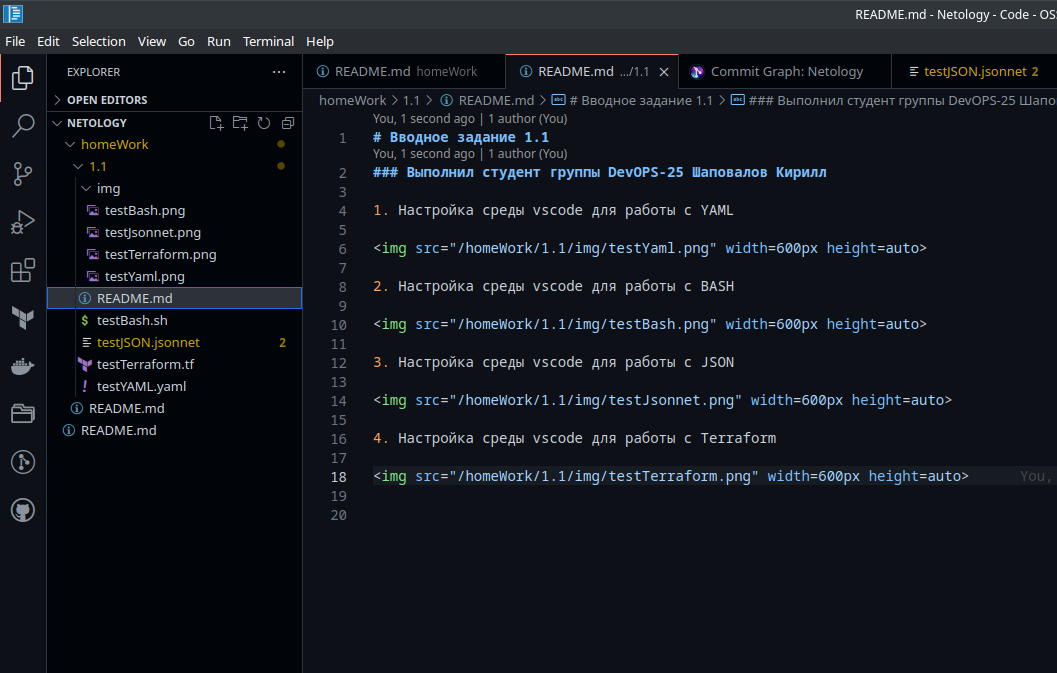 README.md - Netology - Code - OS
File Edit Selection View Go Run Terminal Help
EXPLORER
OPEN EDITORS
NETOLOGY
homeWork
1.1
img
testBash.png
testJsonnet.png
testTerraform.png
testYaml.png
README.md
testBash.sh
testJSON.jsonnet 2
testTerraform.tf
testYAML.yaml
README.md
README.md
README.md homeWork
README.md .../1.1
Commit Graph: Netology
testJSON.jsonnet 2
homeWork > 1.1 > README.md > # Вводное задание 1.1 > ### Выполнил студент группы DevOPS-25 Шапо
You, 1 second ago | 1 author (You)
1 # Вводное задание 1.1
You, 1 second ago | 1 author (You)
2 ### Выполнил студент группы DevOPS-25 Шаповалов Кирилл
3
4 1. Настройка среды vscode для работы с YAML
5
6 <img src="/homeWork/1.1/img/testYaml.png" width=600px height=auto>
7
8 2. Настройка среды vscode для работы с BASH
9
10 <img src="/homeWork/1.1/img/testBash.png" width=600px height=auto>
11
12 3. Настройка среды vscode для работы с JSON
13
14 <img src="/homeWork/1.1/img/testJsonnet.png" width=600px height=auto>
15
16 4. Настройка среды vscode для работы с Terraform
17
18 <img src="/homeWork/1.1/img/testTerraform.png" width=600px height=auto> You,
19
20